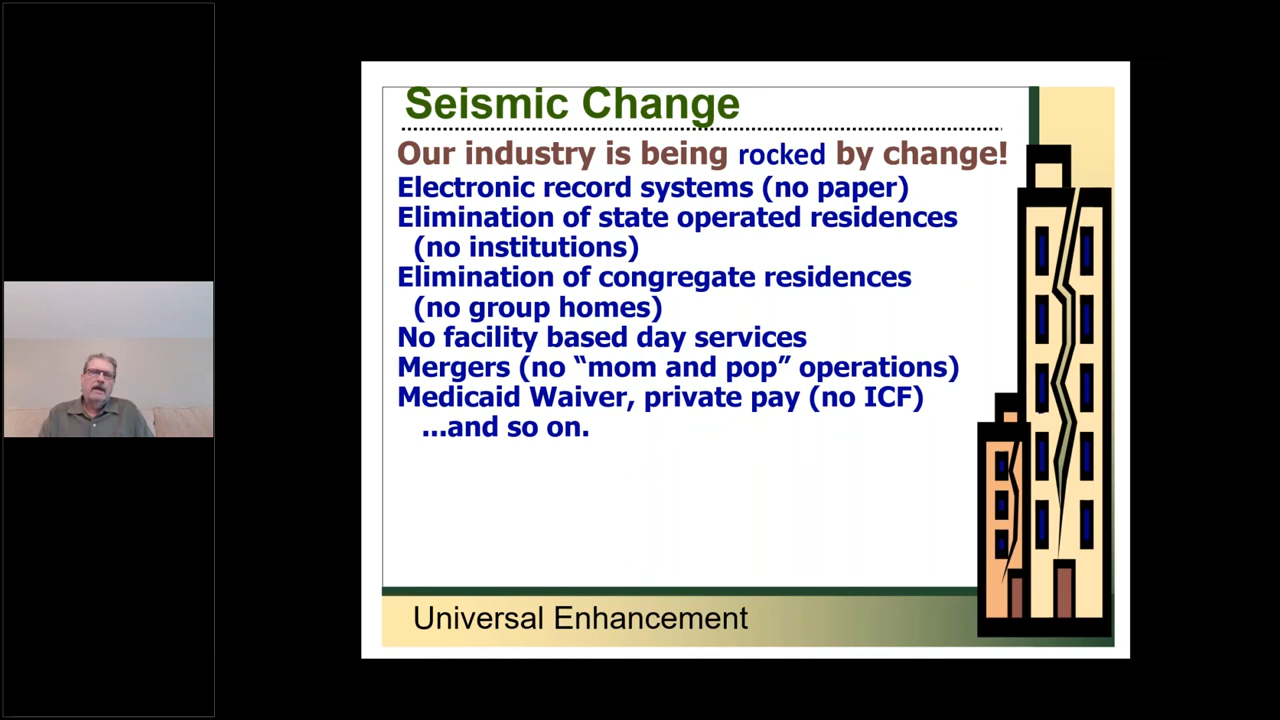 Seismic Change
Our industry is being rocked by change!
Electronic record systems (no paper)
Elimination of state operated residences
(no institutions)
Elimination of congregate residences
(no group homes)
No facility based day services
Mergers (no “mom and pop” operations)
Medicaid Waiver, private pay (no ICF)
...and so on.
Universal Enhancement